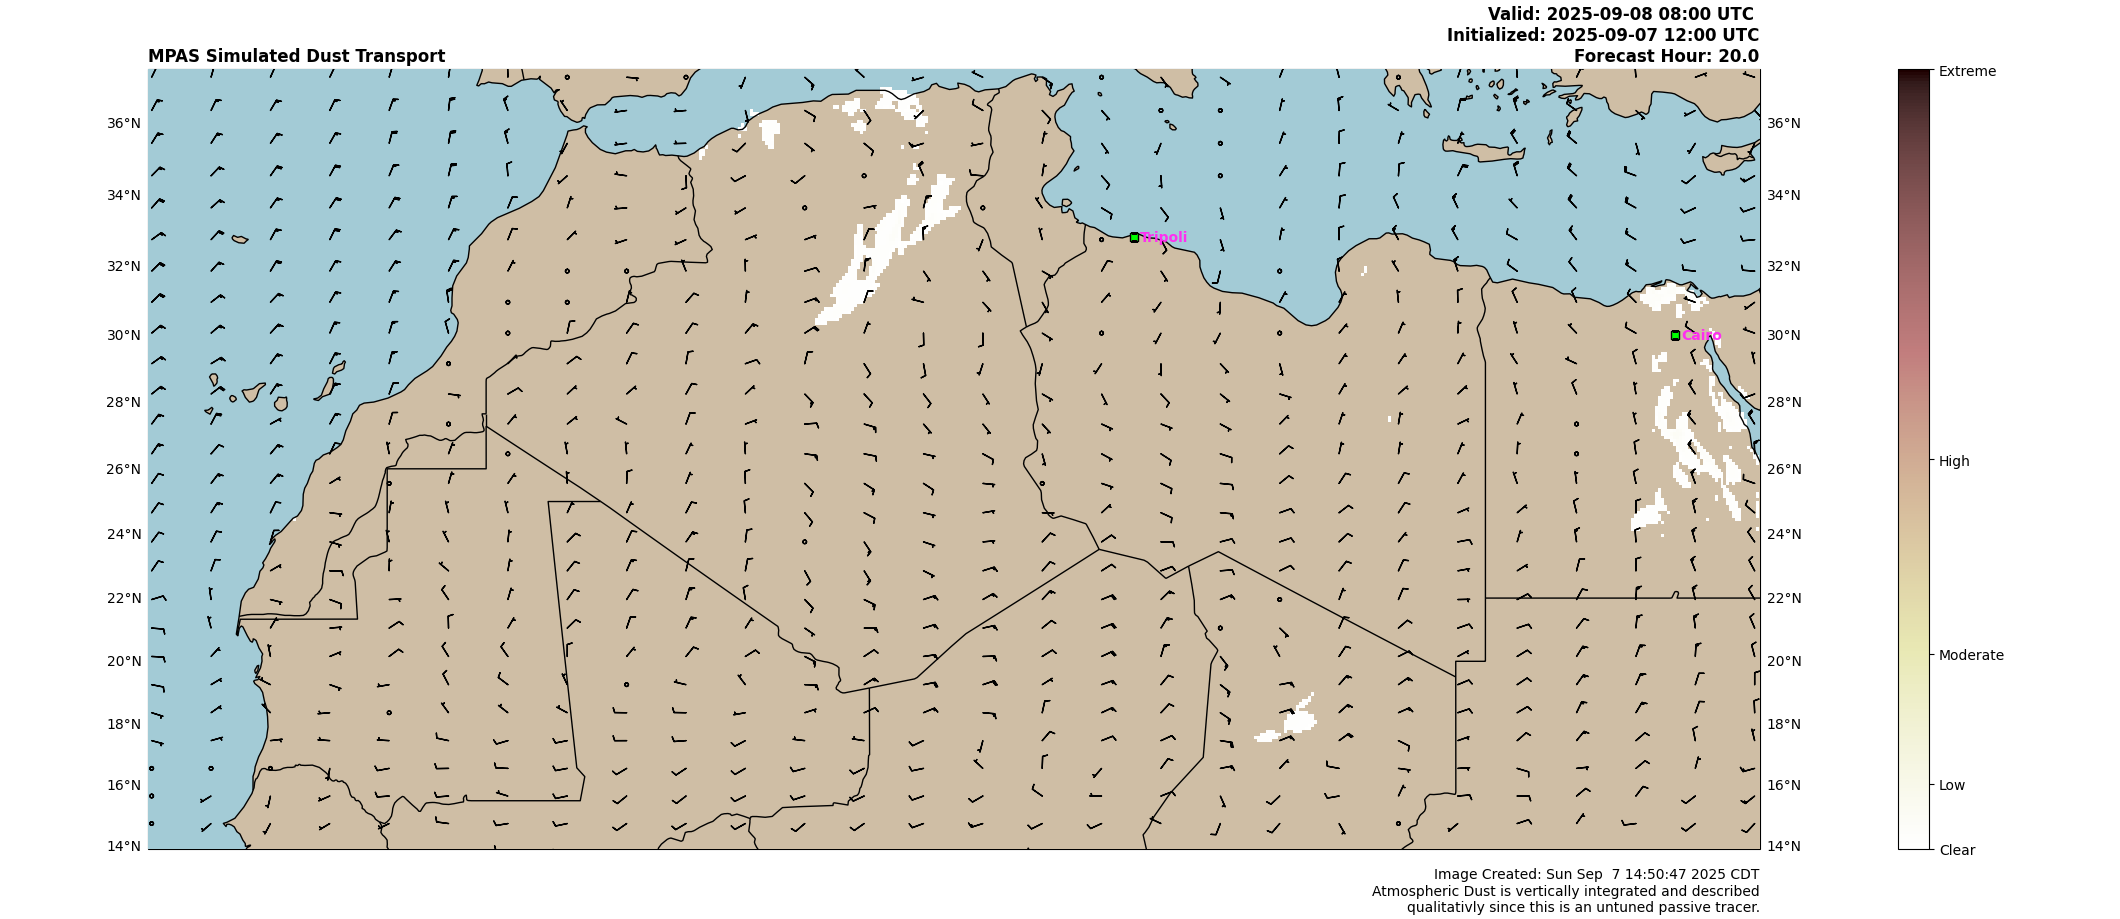 Valid: 2025-09-08 08:00 UTC
Initialized: 2025-09-07 12:00 UTC
MPAS Simulated Dust Transport
Forecast Hour: 20.0
Extreme
36°N
36°N
34°N
34°N
Tripoli
32°N
32°N
30°N
Cairo
30°N
28°N
28°N
26°N
26°N
High
24°N
24°N
22°N
22°N
20°N
20°N
Moderate
18°N
18°N
16°N
16°N
Low
14°N
14°N
Clear
Image Created: Sun Sep  7 14:50:47 2025 CDT
Atmospheric Dust is vertically integrated and described
qualitativly since this is an untuned passive tracer.